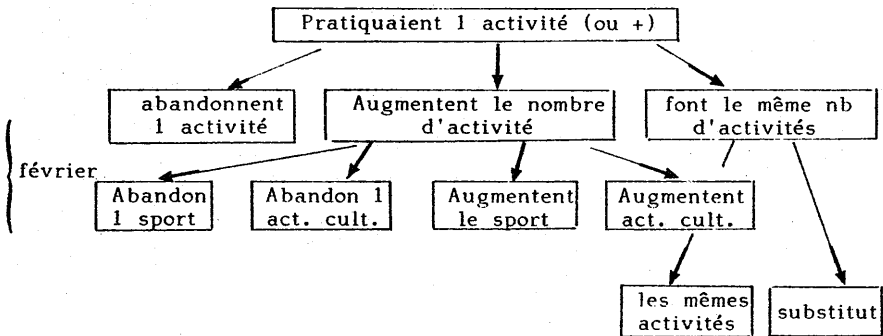 Pratiquaient 1 activité (ou +)
abandonnent
1 activité
Augmentent le nombre
d'activité
font le même nb
d'activités
février
Abandon
1 sport
Abandon 1
act. cult.
Augmentent
le sport
Augmentent
act. cult.
les mêmes
activités
substitut